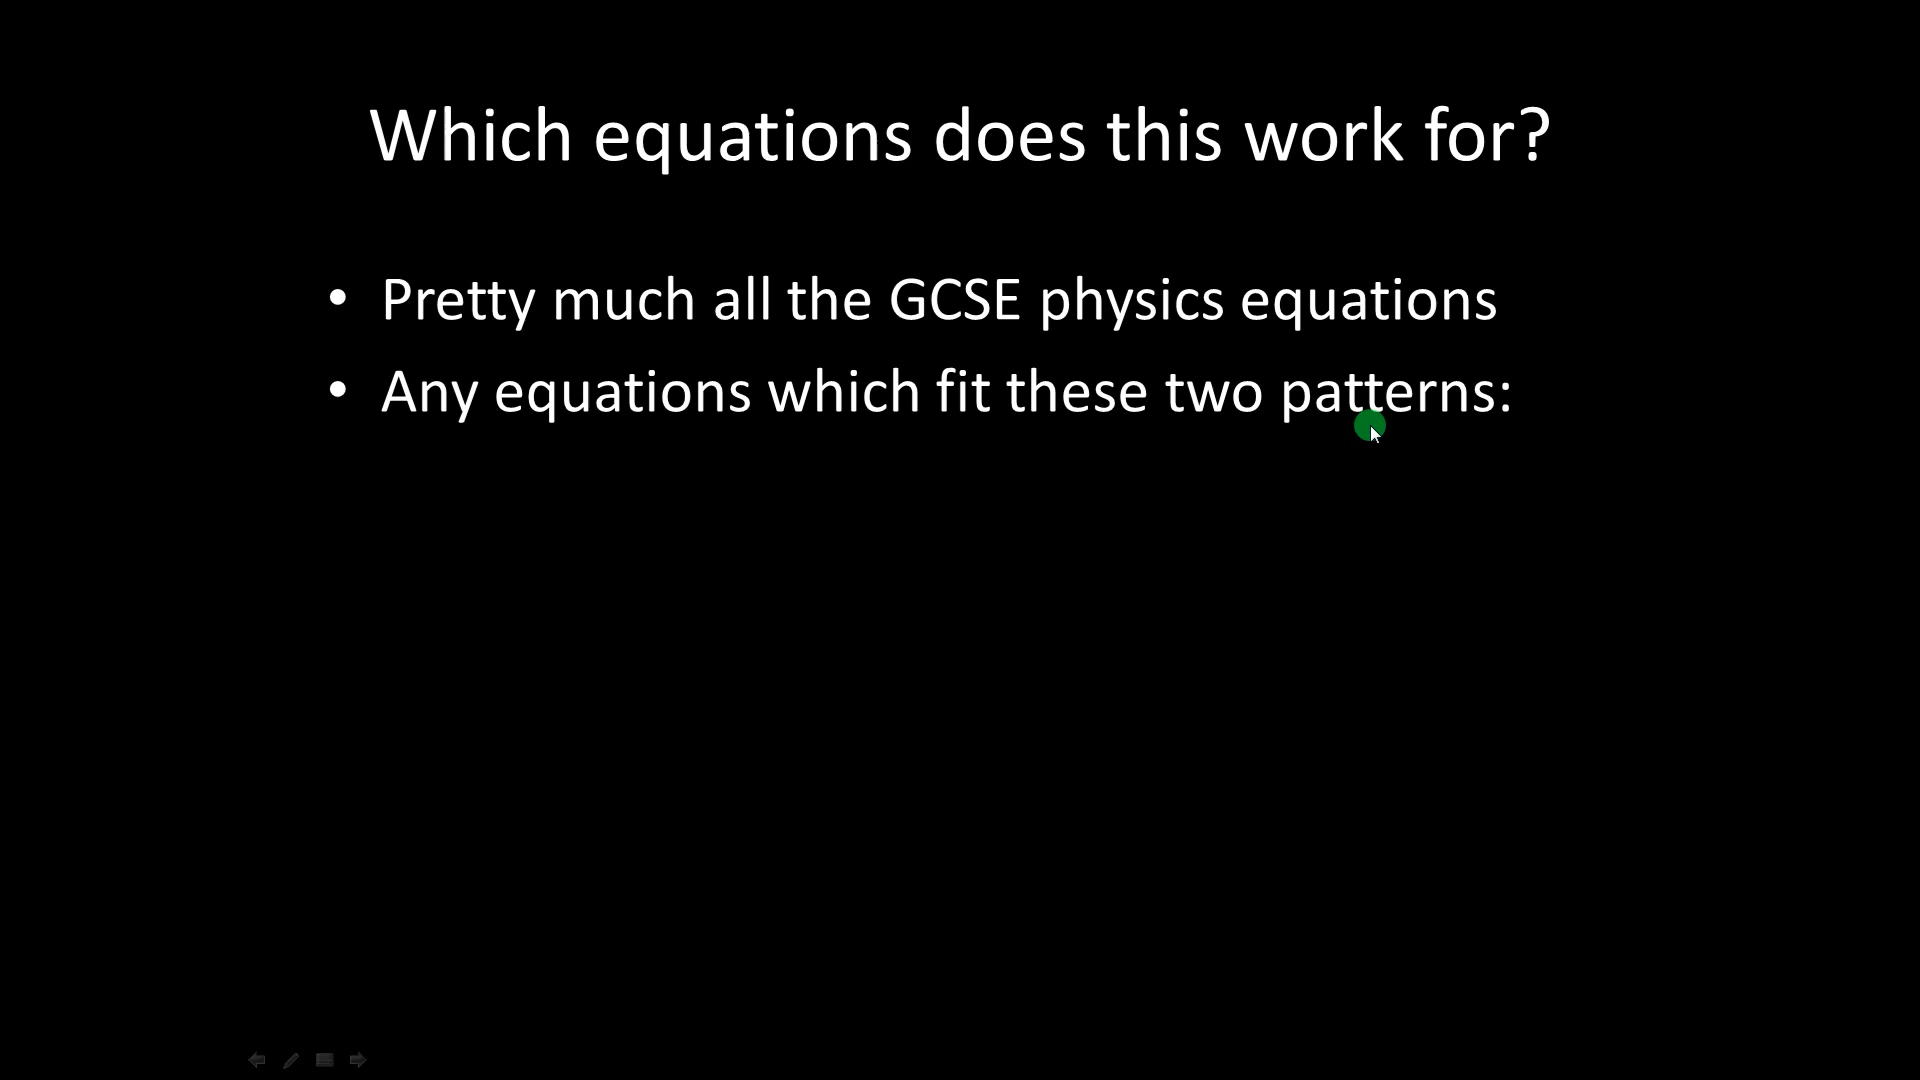 Which equations does this work for?
• Pretty much all the GCSE physics equations
• Any equations which fit these two patterns: